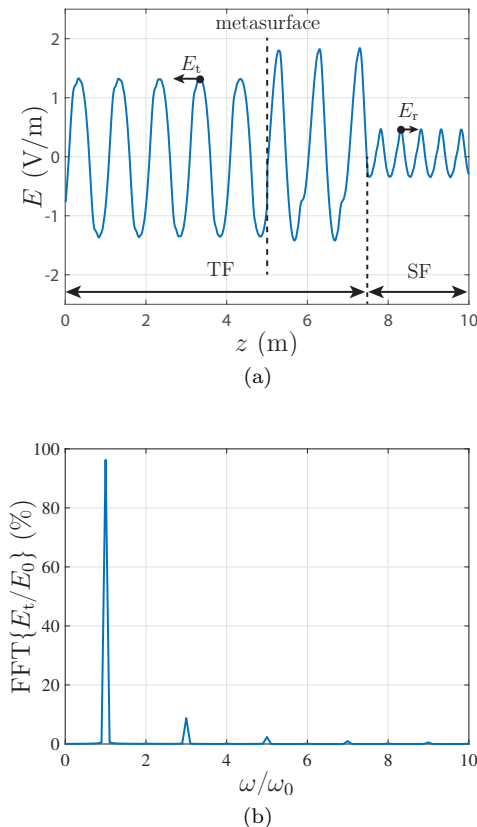 metasurface
2
1
0
-1
-2
E (V/m)
E_t
E_r
TF
SF
0 2 4 6 8 10
z (m)
(a)
100
80
60
40
20
0
FFT{E_t/E_0} (%)
0 2 4 6 8 10
ω/ω_0
(b)